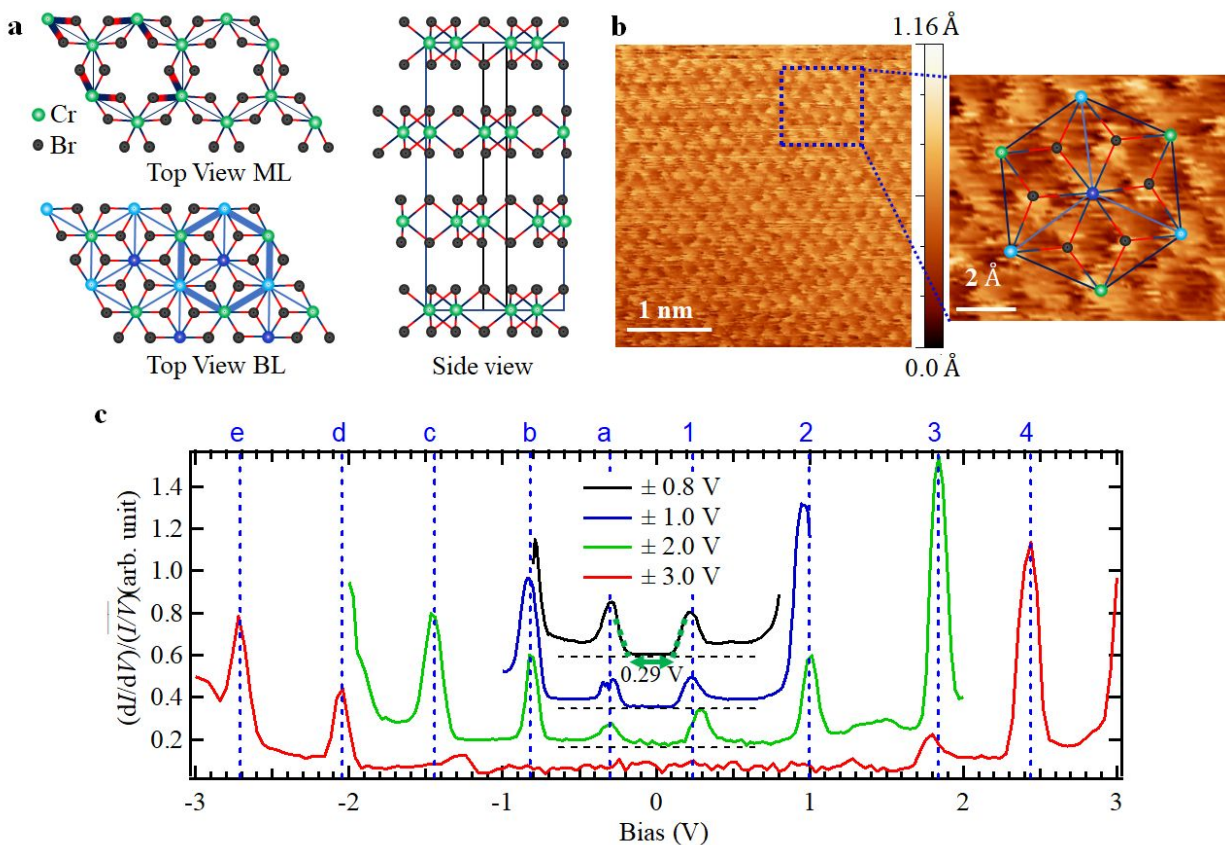 a
Cr
Br
Top View ML
Top View BL
Side view
b
1.16 Å
1 nm
0.0 Å
2 Å
c
e d c b a 1 2 3 4
(dI/dV)/(I/V)(arb. unit)
1.4
1.2
1.0
0.8
0.6
0.4
0.2
± 0.8 V
± 1.0 V
± 2.0 V
± 3.0 V
0.29 V
-3 -2 -1 0 1 2 3
Bias (V)